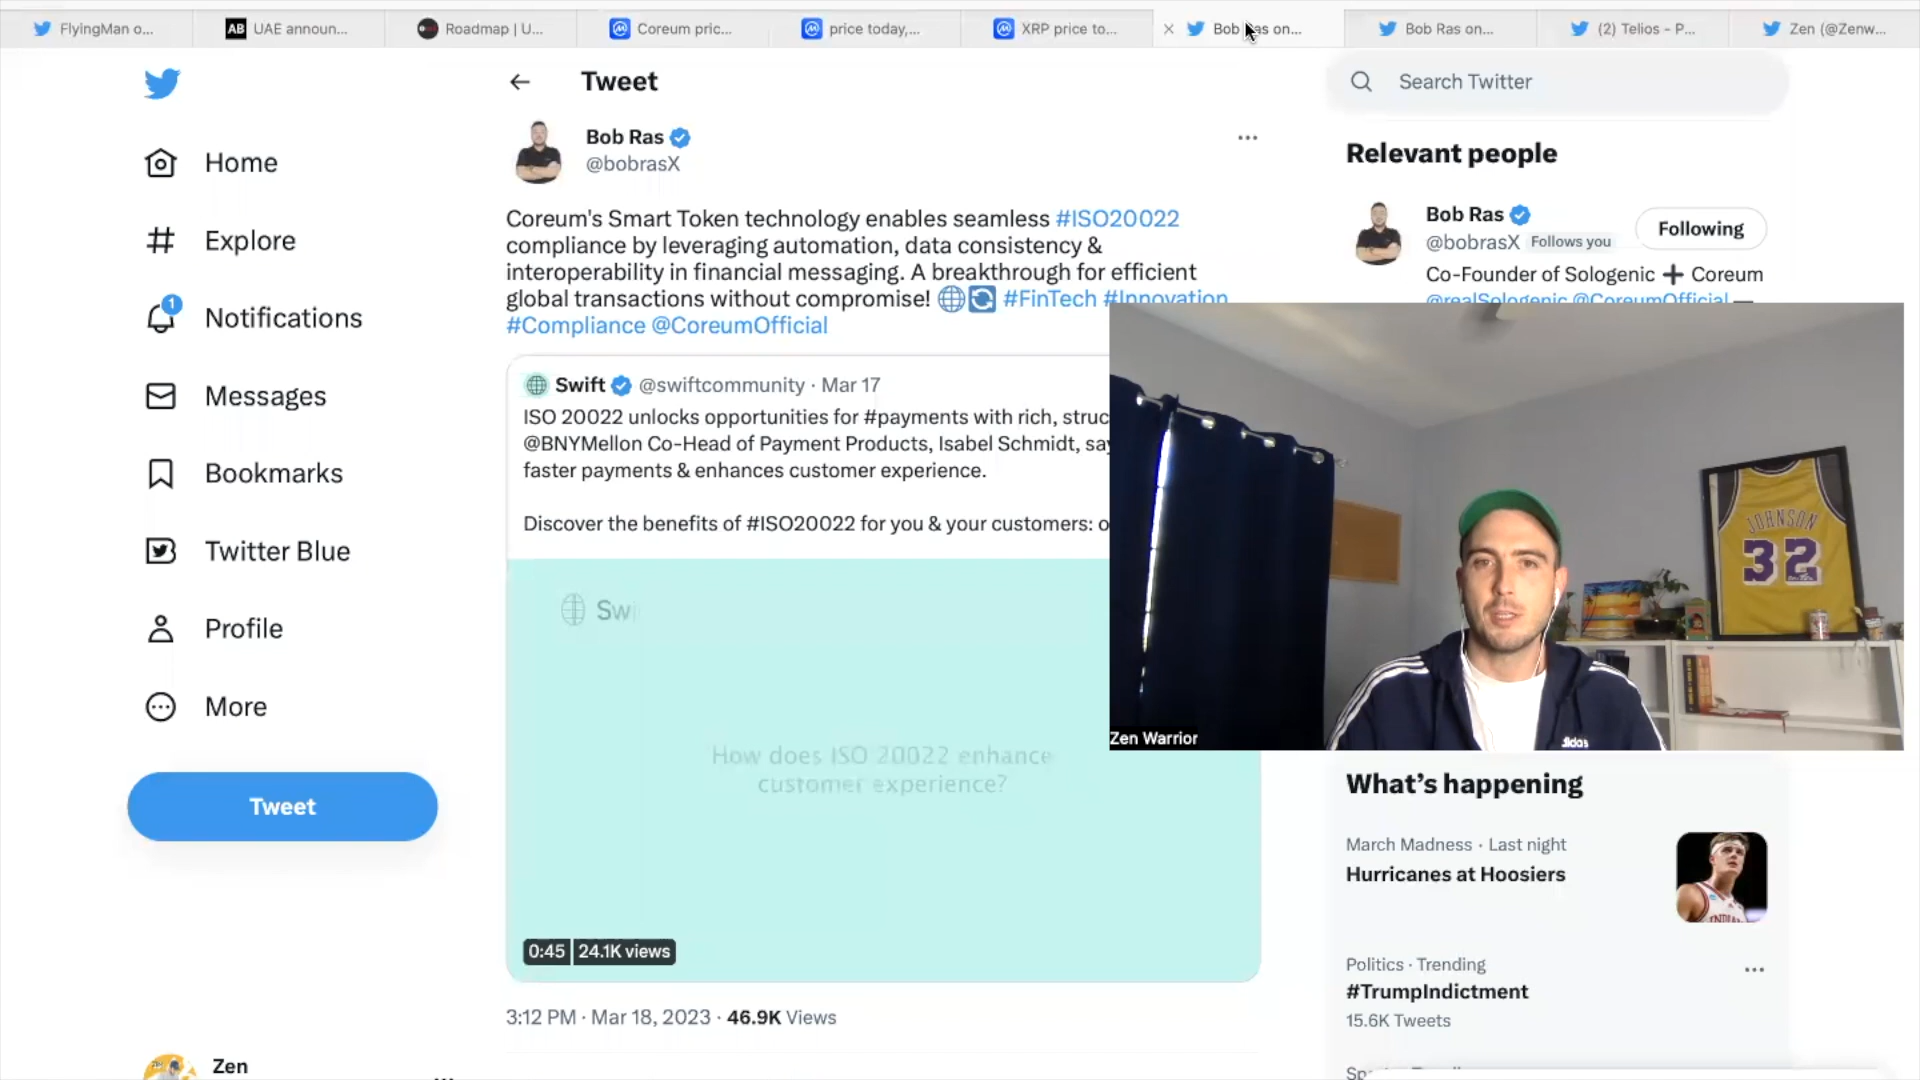 FlyingMan o...
AB
UAE announ...
Roadmap | U...
Coreum pric...
price today,...
XRP price to...
Bob Ras on...
Bob Ras on...
(2) Telios - P...
Zen (@Zenw...
Tweet
Search Twitter
Bob Ras
@bobrasX
Coreum's Smart Token technology enables seamless #ISO20022
compliance by leveraging automation, data consistency &
interoperability in financial messaging. A breakthrough for efficient
global transactions without compromise! #FinTech #Innovation
#Compliance @CoreumOfficial
Swift @swiftcommunity · Mar 17
ISO 20022 unlocks opportunities for #payments with rich, struc
@BNYMellon Co-Head of Payment Products, Isabel Schmidt, say
faster payments & enhances customer experience.
Discover the benefits of #ISO20022 for you & your customers: o
Swi
How does ISO 20022 enhance
customer experience?
0:45
24.1K views
3:12 PM · Mar 18, 2023 · 46.9K Views
Home
Explore
1
Notifications
Messages
Bookmarks
Twitter Blue
Profile
More
Tweet
Zen
Relevant people
Bob Ras
@bobrasX Follows you
Following
Co-Founder of Sologenic + Coreum
@realSologenic @CoreumOfficial —
JOHNSON
32
adidas
Zen Warrior
What's happening
March Madness · Last night
Hurricanes at Hoosiers
Politics · Trending
#TrumpIndictment
15.6K Tweets